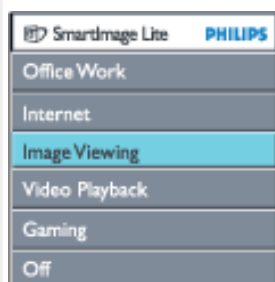 SmartImage Lite PHILIPS
Office Work
Internet
Image Viewing
Video Playback
Gaming
Off